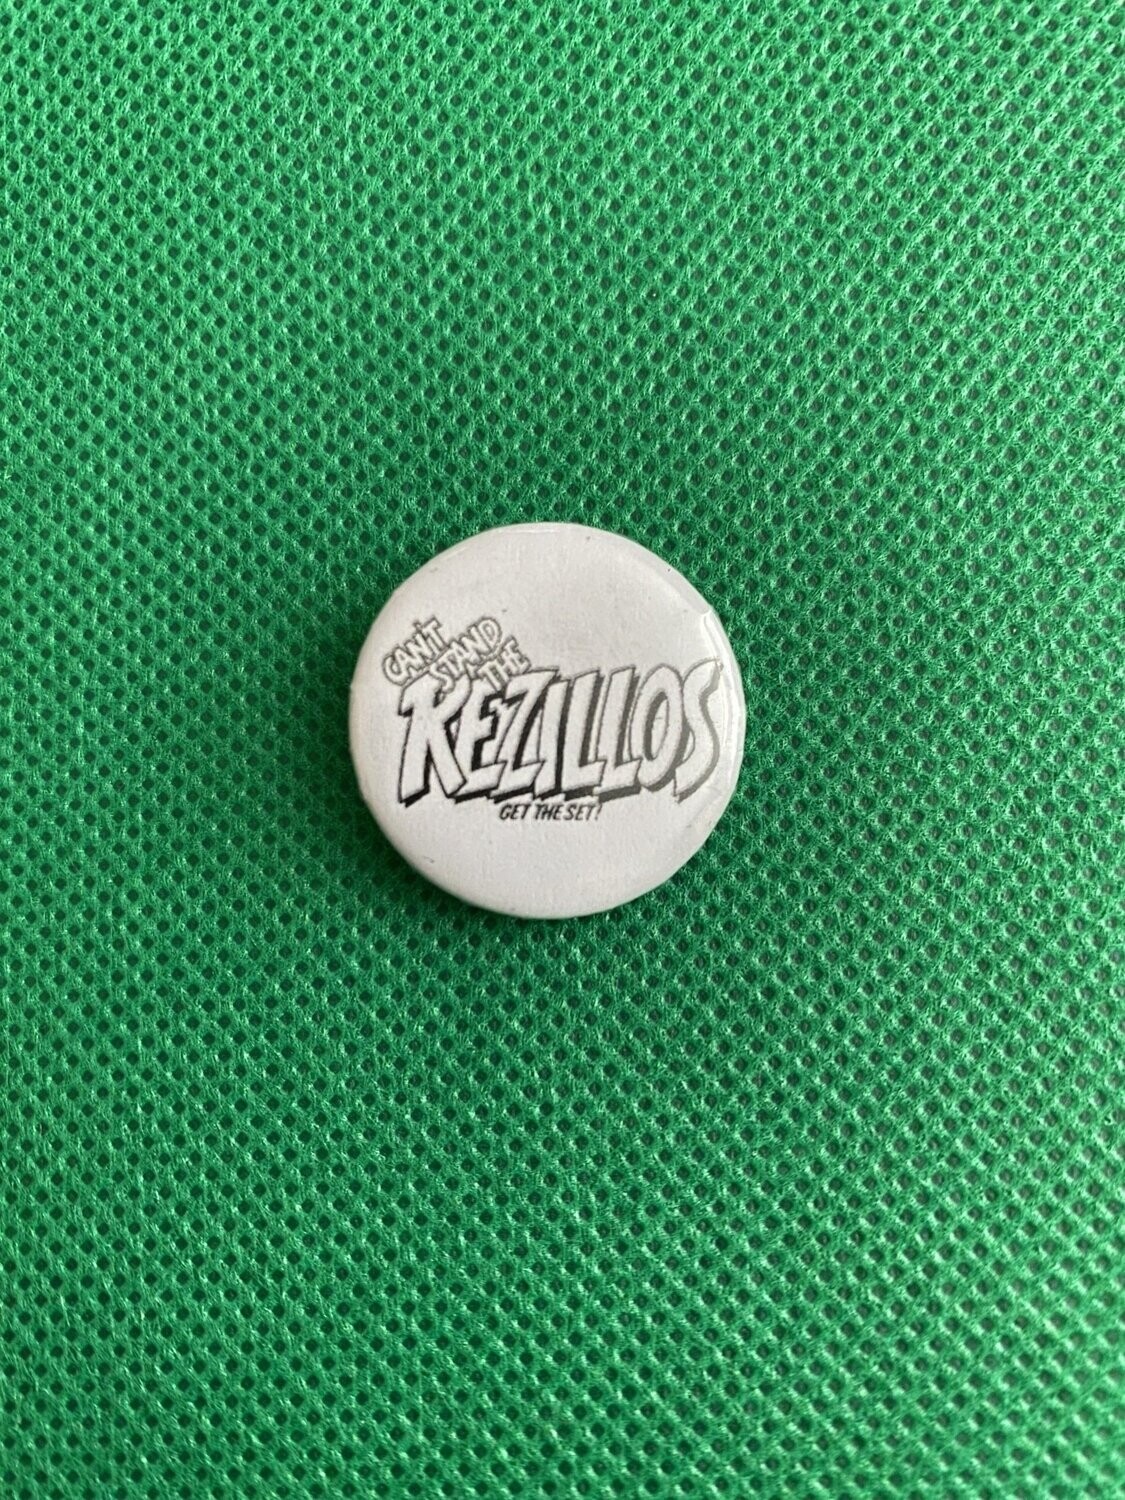 CAN'T
STAND
THE
REZILLOS
GET THE SET!